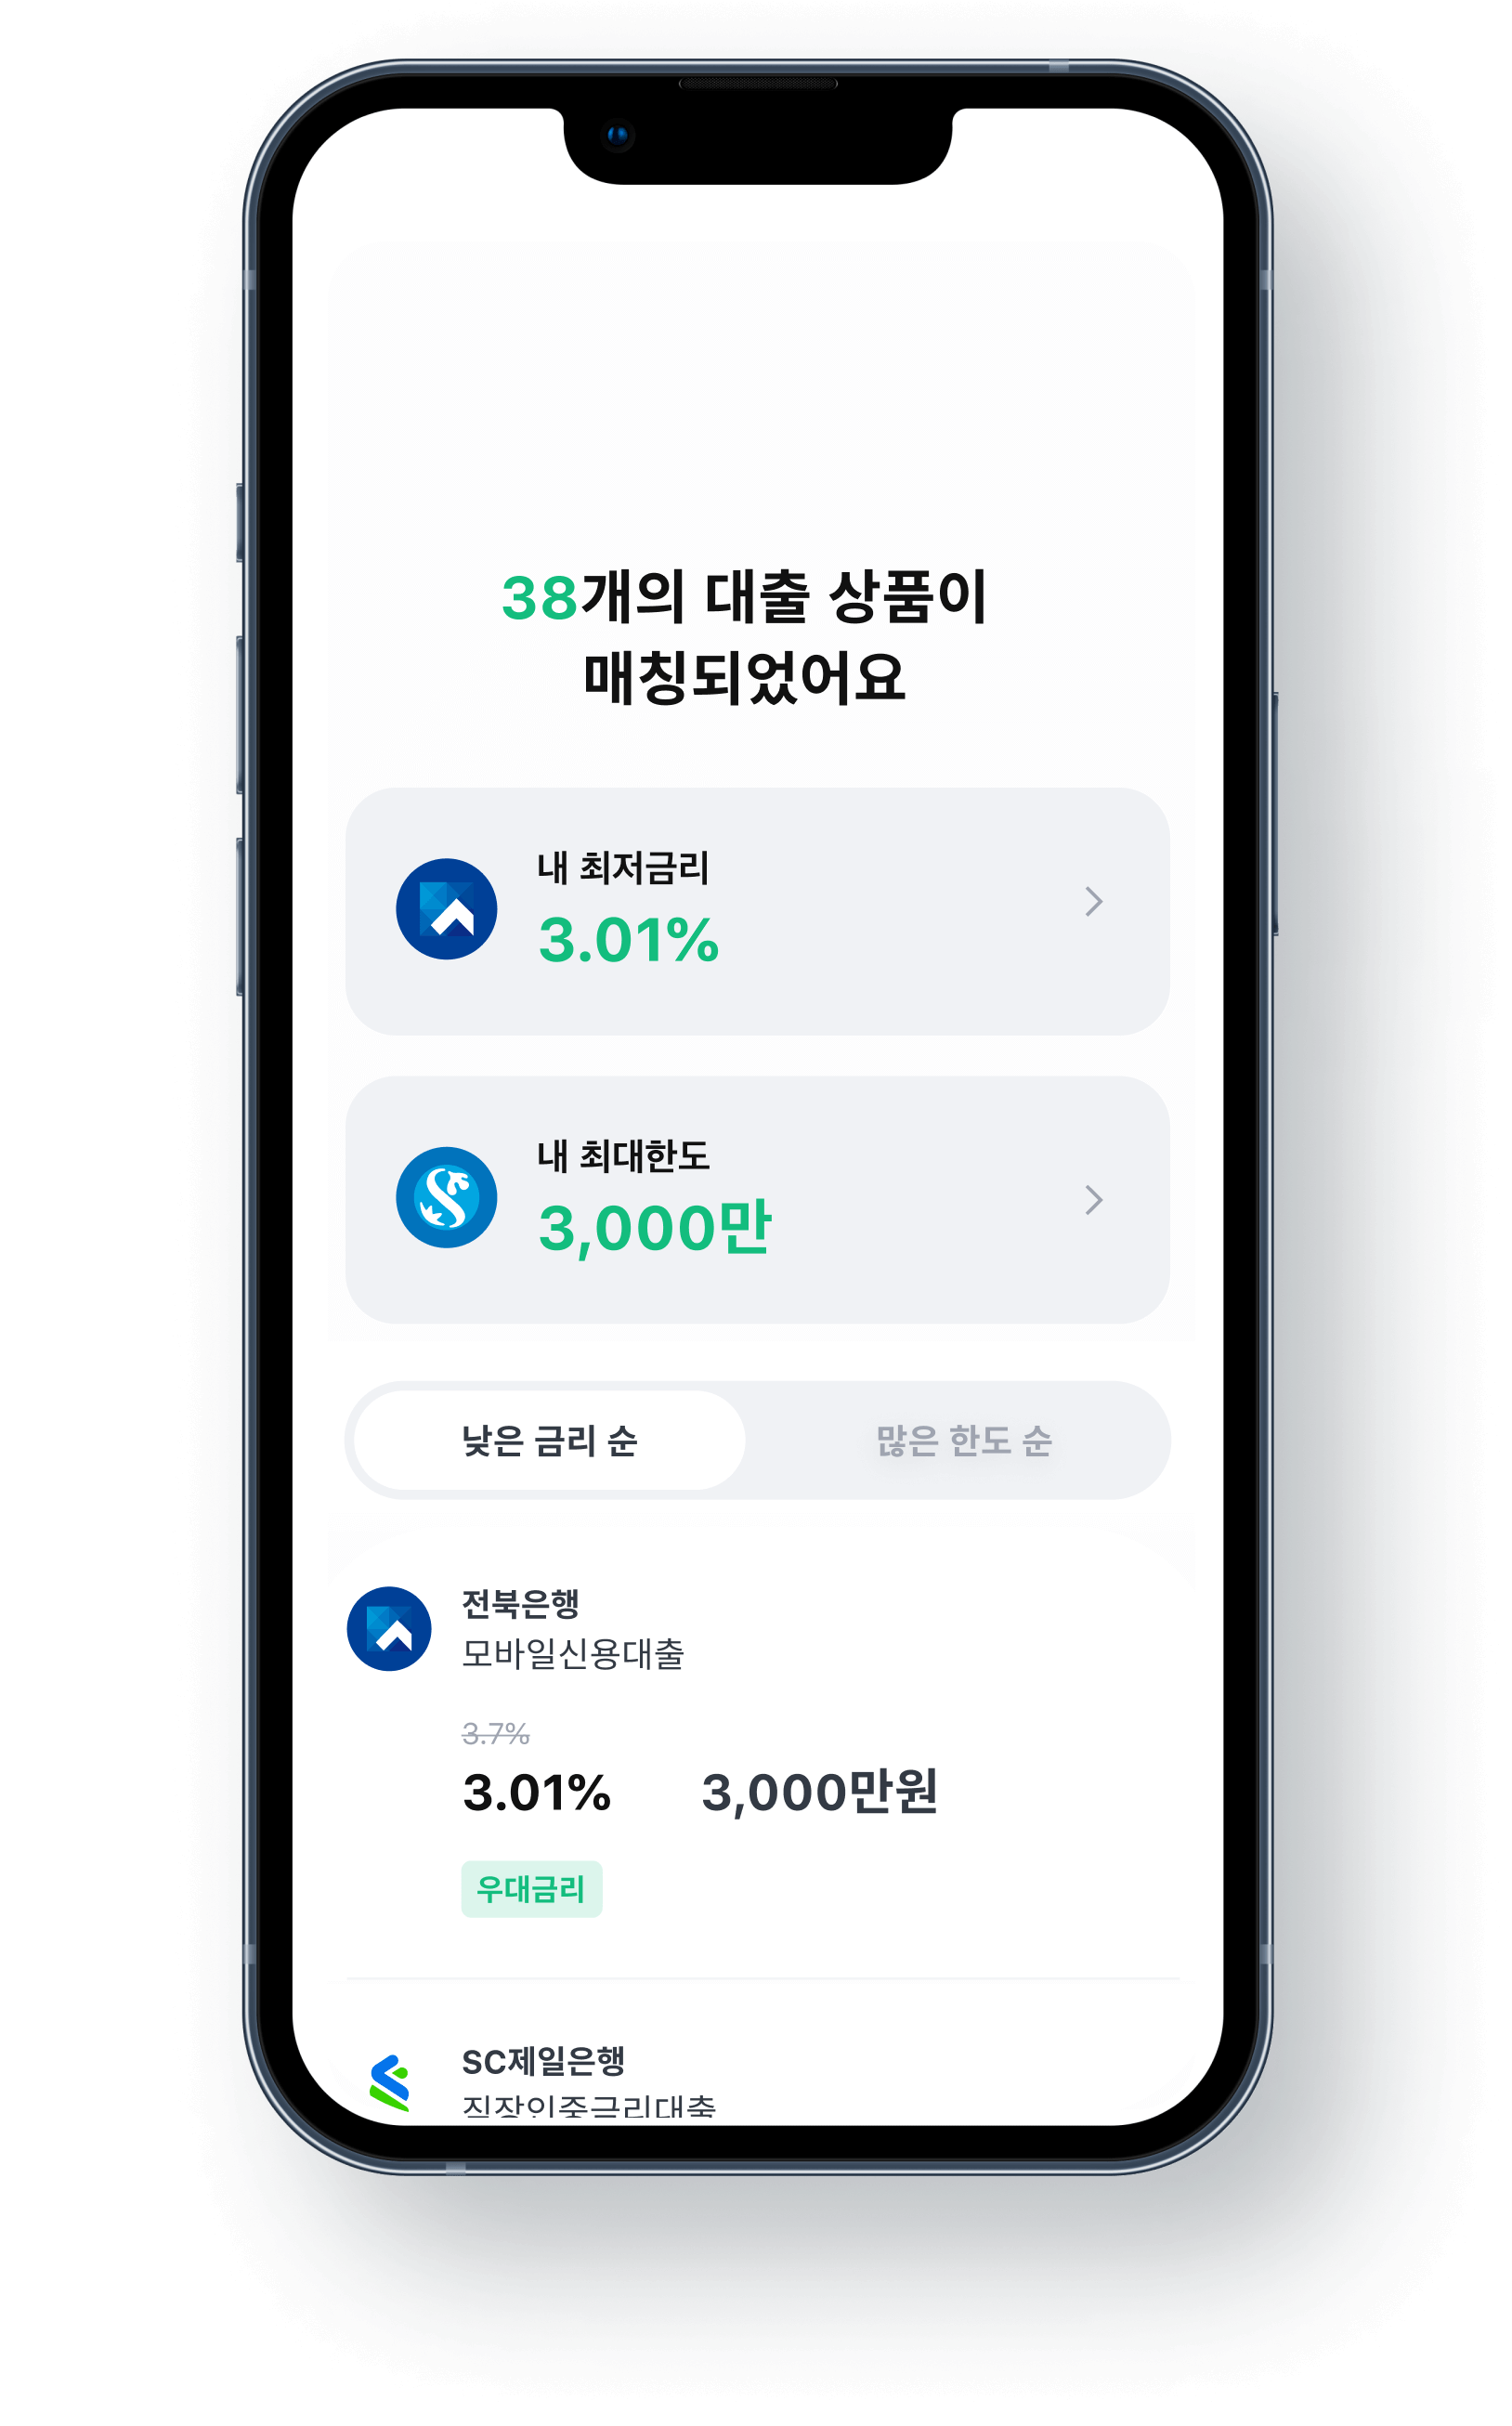 38개의 대출 상품이
매칭되었어요
내 최저금리
3.01%
내 최대한도
3,000만
낮은 금리 순
많은 한도 순
전북은행
모바일신용대출
3.7%
3.01% 3,000만원
우대금리
SC제일은행
직장인중금리대출